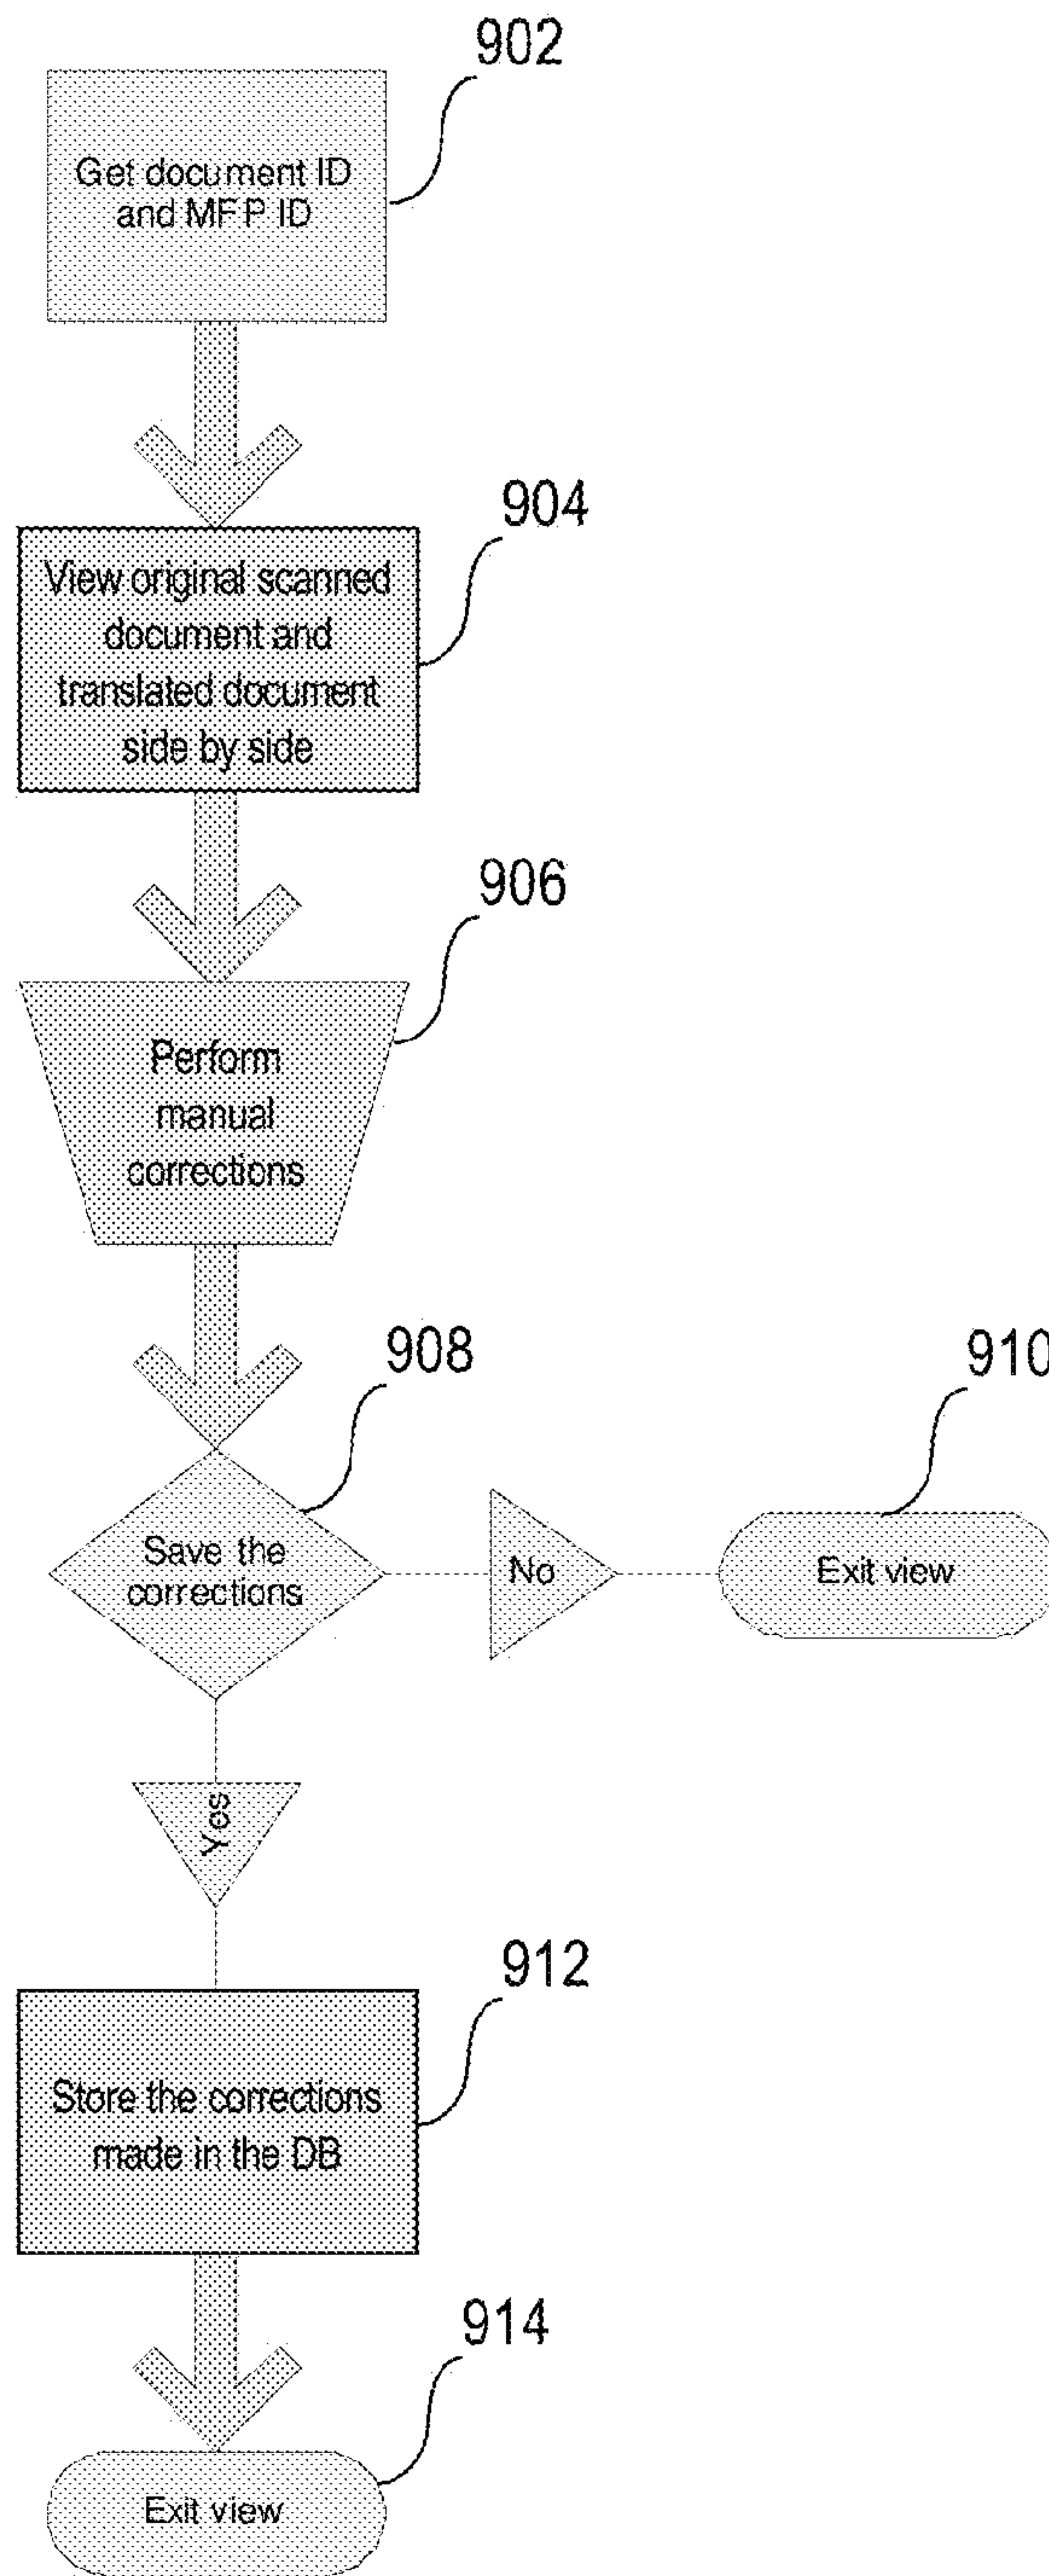 902
Get document ID
and MFP ID
904
View original scanned
document and
translated document
side by side
906
Perform
manual
corrections
908
910
Save the
corrections
No
Exit view
Yes
912
Store the corrections
made in the DB
914
Exit view